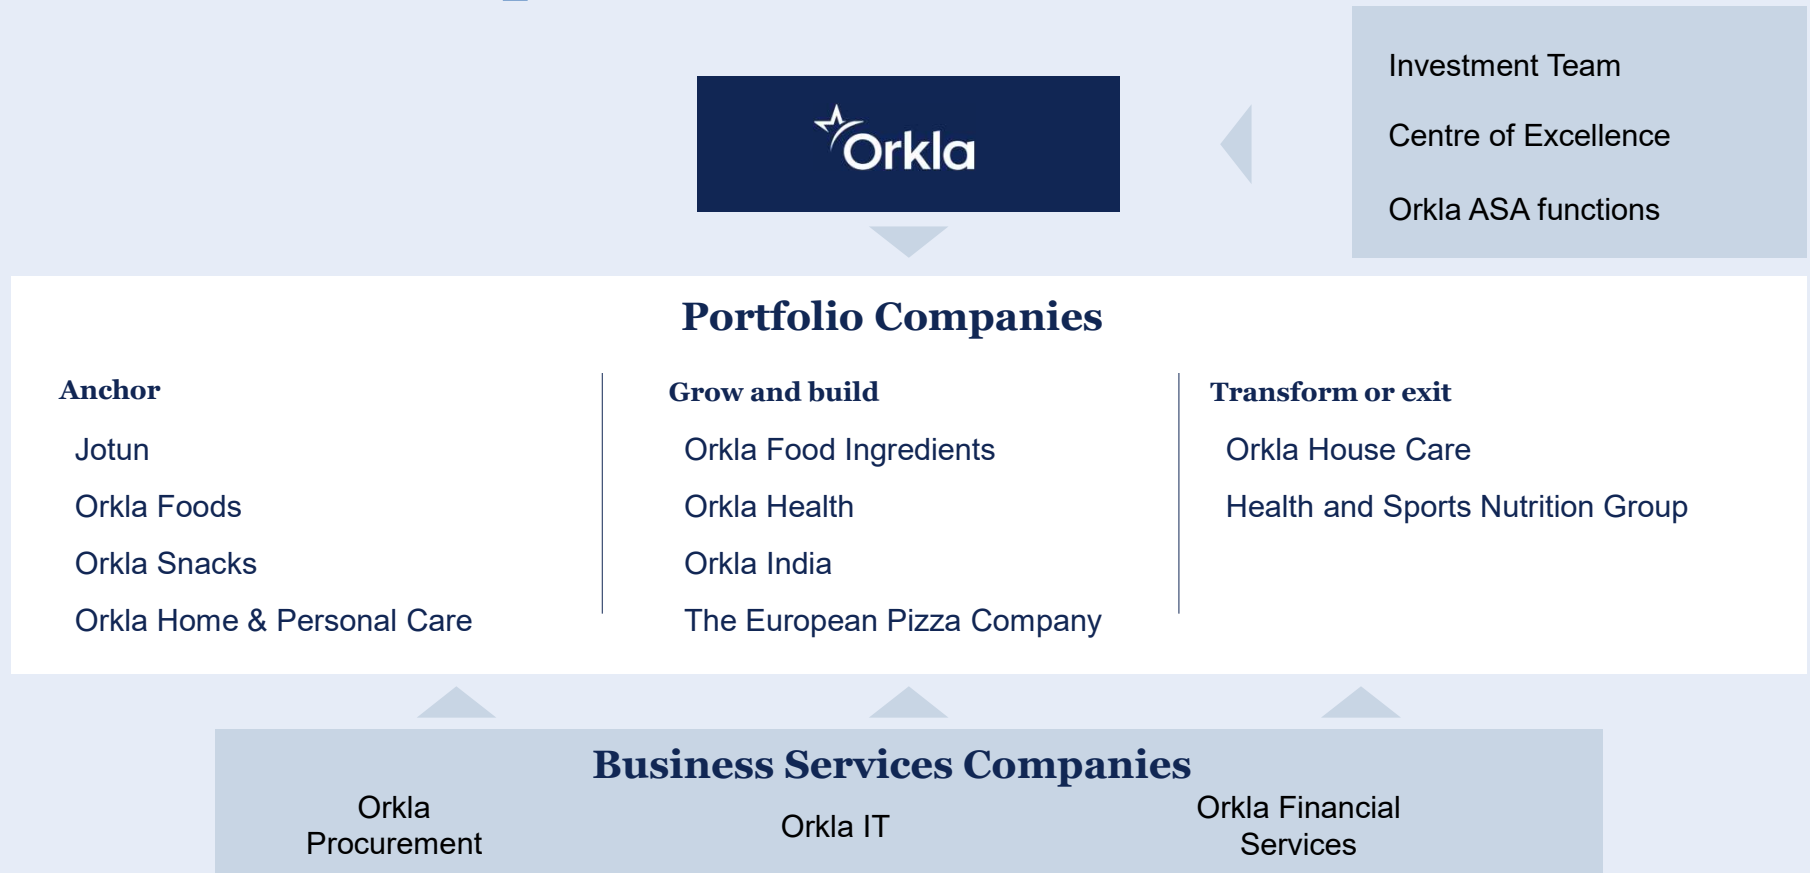 Investment Team
Orkla
Centre of Excellence
Orkla ASA functions
Portfolio Companies
Anchor
Jotun
Orkla Foods
Orkla Snacks
Orkla Home & Personal Care
Grow and build
Orkla Food Ingredients
Orkla Health
Orkla India
The European Pizza Company
Transform or exit
Orkla House Care
Health and Sports Nutrition Group
Business Services Companies
Orkla
Procurement
Orkla IT
Orkla Financial
Services